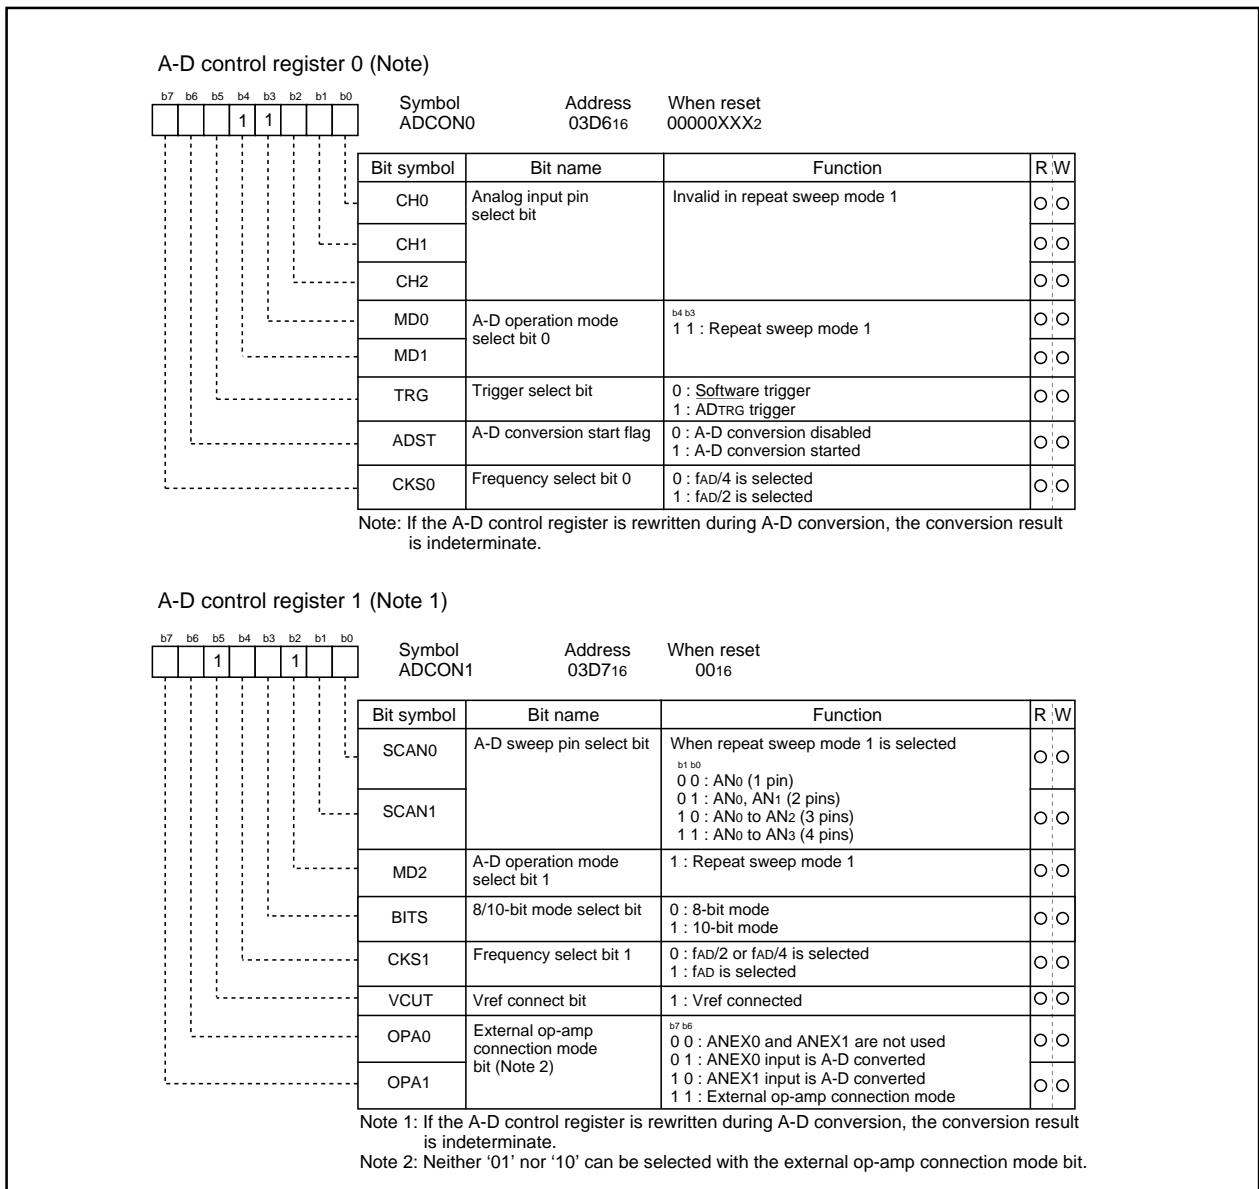 A-D control register 0 (Note)
b7 b6 b5 b4 b3 b2 b1 b0
1 1
Symbol Address When reset
ADCON0 03D616 00000XXX2
Bit symbol Bit name Function R W
CH0 Analog input pin select bit Invalid in repeat sweep mode 1
CH1
CH2
MD0 A-D operation mode select bit 0 b4 b3
1 1 : Repeat sweep mode 1
MD1
TRG Trigger select bit 0 : Software trigger
1 : ADTRG trigger
ADST A-D conversion start flag 0 : A-D conversion disabled
1 : A-D conversion started
CKS0 Frequency select bit 0 0 : fAD/4 is selected
1 : fAD/2 is selected
Note: If the A-D control register is rewritten during A-D conversion, the conversion result
is indeterminate.
A-D control register 1 (Note 1)
b7 b6 b5 b4 b3 b2 b1 b0
1 1
Symbol Address When reset
ADCON1 03D716 0016
Bit symbol Bit name Function R W
SCAN0 A-D sweep pin select bit When repeat sweep mode 1 is selected
b1 b0
0 0 : AN0 (1 pin)
0 1 : AN0, AN1 (2 pins)
SCAN1 1 0 : AN0 to AN2 (3 pins)
1 1 : AN0 to AN3 (4 pins)
MD2 A-D operation mode select bit 1 1 : Repeat sweep mode 1
BITS 8/10-bit mode select bit 0 : 8-bit mode
1 : 10-bit mode
CKS1 Frequency select bit 1 0 : fAD/2 or fAD/4 is selected
1 : fAD is selected
VCUT Vref connect bit 1 : Vref connected
OPA0 External op-amp connection mode bit (Note 2) b7 b6
0 0 : ANEX0 and ANEX1 are not used
0 1 : ANEX0 input is A-D converted
OPA1 1 0 : ANEX1 input is A-D converted
1 1 : External op-amp connection mode
Note 1: If the A-D control register is rewritten during A-D conversion, the conversion result
is indeterminate.
Note 2: Neither ‘01’ nor ‘10’ can be selected with the external op-amp connection mode bit.